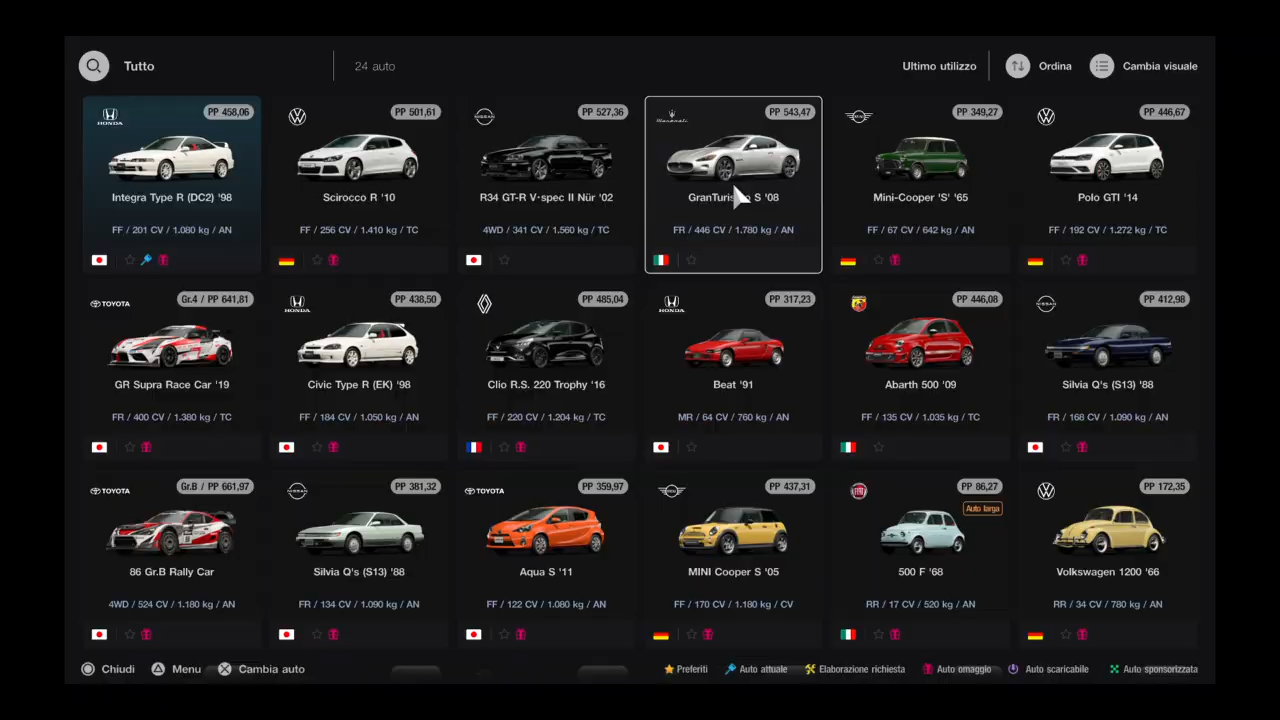 Tutto
24 auto
Ultimo utilizzo
Ordina
Cambia visuale
HONDA
PP 458,06
Integra Type R (DC2) '98
FF / 201 CV / 1.080 kg / AN
PP 501,61
Scirocco R '10
FF / 256 CV / 1.410 kg / TC
NISSAN
PP 527,36
R34 GT-R V·spec II Nür '02
4WD / 341 CV / 1.560 kg / TC
Maserati
PP 543,47
GranTurismo S '08
FR / 446 CV / 1.780 kg / AN
MINI
PP 349,27
Mini-Cooper 'S' '65
FF / 67 CV / 642 kg / AN
PP 446,67
Polo GTI '14
FF / 192 CV / 1.272 kg / TC
TOYOTA
Gr.4 / PP 641,81
GR Supra Race Car '19
FR / 400 CV / 1.380 kg / TC
HONDA
PP 438,50
Civic Type R (EK) '98
FF / 184 CV / 1.050 kg / AN
PP 485,04
Clio R.S. 220 Trophy '16
FF / 220 CV / 1.204 kg / TC
HONDA
PP 317,23
Beat '91
MR / 64 CV / 760 kg / AN
PP 446,08
Abarth 500 '09
FF / 135 CV / 1.035 kg / TC
NISSAN
PP 412,98
Silvia Q's (S13) '88
FR / 168 CV / 1.090 kg / AN
TOYOTA
Gr.B / PP 661,97
86 Gr.B Rally Car
4WD / 524 CV / 1.180 kg / AN
NISSAN
PP 381,32
Silvia Q's (S13) '88
FR / 134 CV / 1.090 kg / AN
TOYOTA
PP 359,97
Aqua S '11
FF / 122 CV / 1.080 kg / AN
MINI
PP 437,31
MINI Cooper S '05
FF / 170 CV / 1.180 kg / CV
FIAT
PP 86,27
Auto larga
500 F '68
RR / 17 CV / 520 kg / AN
PP 172,35
Volkswagen 1200 '66
RR / 34 CV / 780 kg / AN
Chiudi
Menu
Cambia auto
Preferiti
Auto attuale
Elaborazione richiesta
Auto omaggio
Auto scaricabile
Auto sponsorizzata